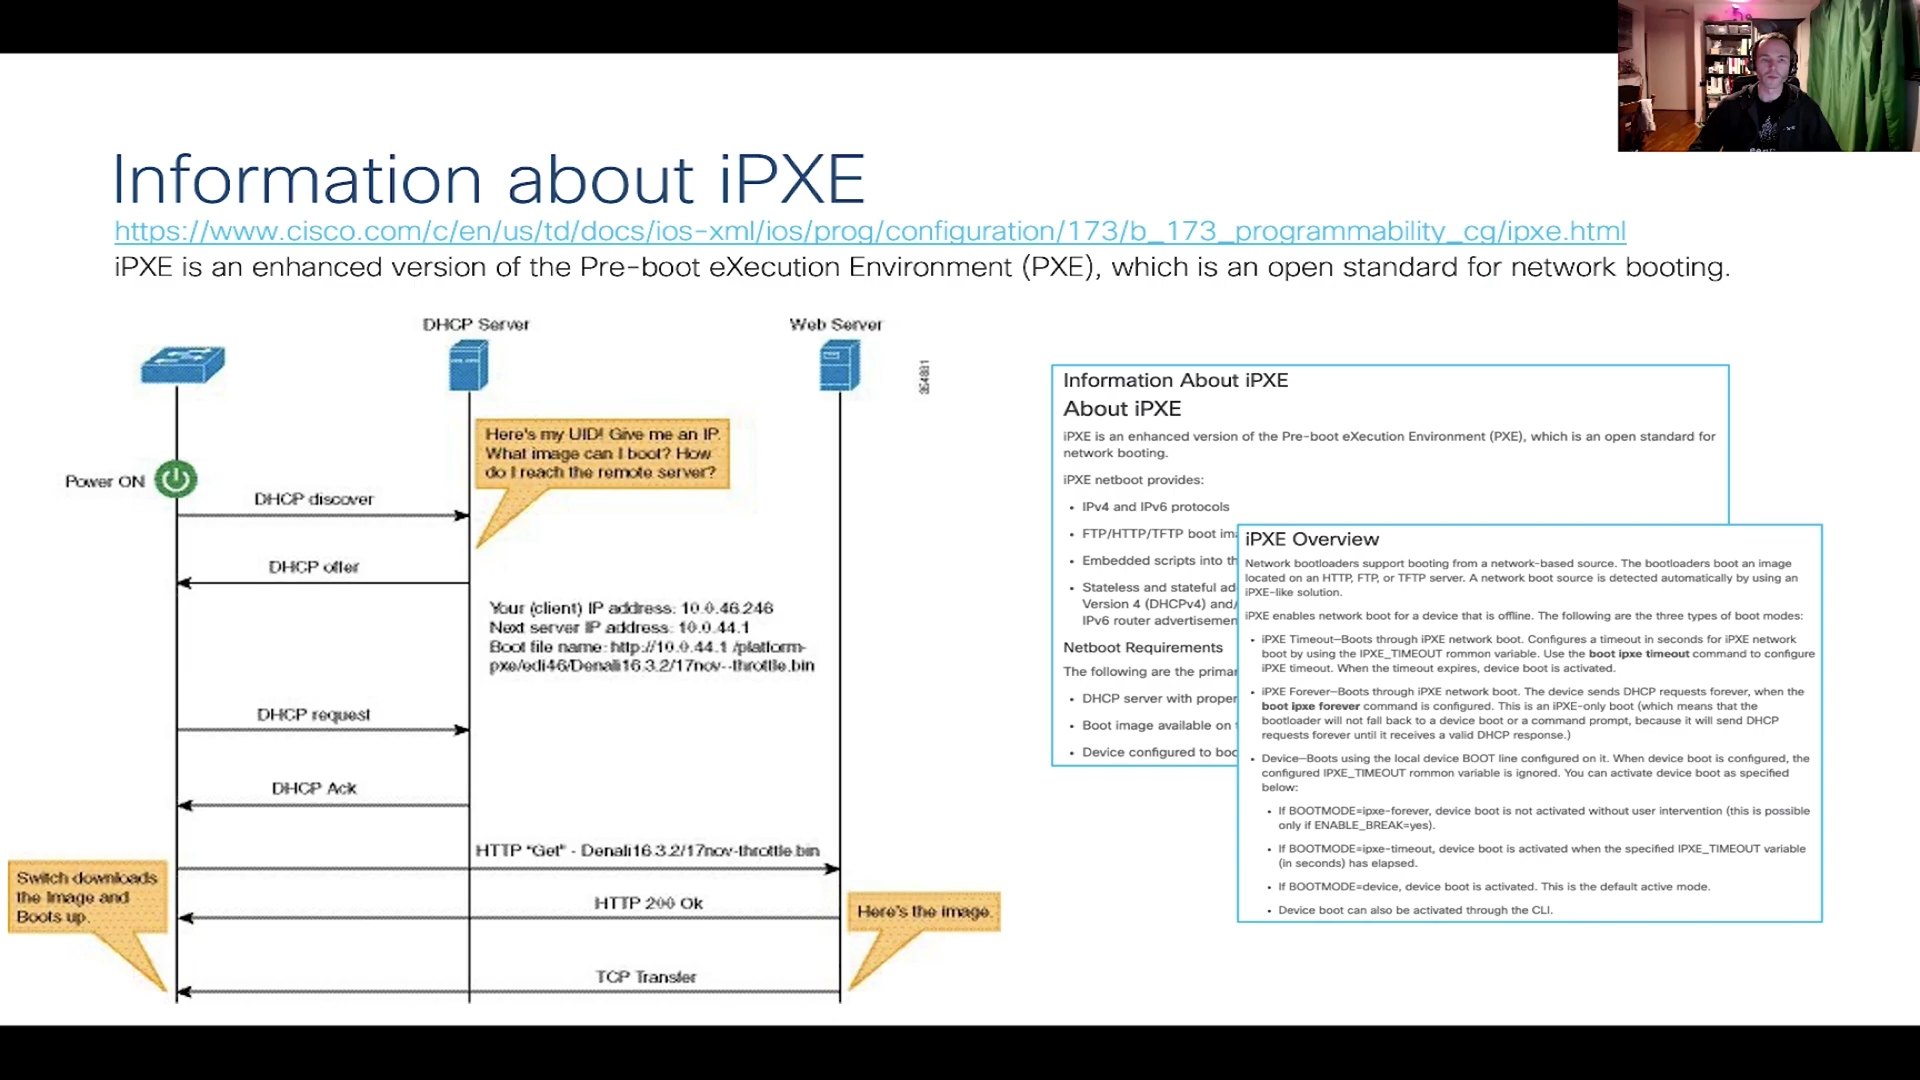 Information about iPXE
https://www.cisco.com/c/en/us/td/docs/ios-xml/ios/prog/configuration/173/b_173_programmability_cg/ipxe.html
iPXE is an enhanced version of the Pre-boot eXecution Environment (PXE), which is an open standard for network booting.
DHCP Server
Web Server
354881
Here's my UID! Give me an IP.
What image can I boot? How
do I reach the remote server?
Power ON
DHCP discover
DHCP offer
Your (client) IP address: 10.0.46.246
Next server IP address: 10.0.44.1
Boot file name: http://10.0.44.1 /platform-
pxe/edi46/Denali16.3.2/17nov--throttle.bin
DHCP request
DHCP Ack
HTTP "Get" - Denali16.3.2/17nov-throttle.bin
Switch downloads
the Image and
Boots up.
HTTP 200 Ok
Here's the image.
TCP Transfer
Information About iPXE
About iPXE
iPXE is an enhanced version of the Pre-boot eXecution Environment (PXE), which is an open standard for
network booting.
iPXE netboot provides:
• IPv4 and IPv6 protocols
• FTP/HTTP/TFTP boot
• Embedded scripts into
• Stateless and stateful
Version 4 (DHCPv4) and/
IPv6 router
Netboot Requirements
The following are the
• DHCP server with
• Boot image available on
• Device configured to
iPXE Overview
Network bootloaders support booting from a network-based source. The bootloaders boot an image
located on an HTTP, FTP, or TFTP server. A network boot source is detected automatically by using an
iPXE-like solution.
iPXE enables network boot for a device that is offline. The following are the three types of boot modes:
• iPXE Timeout—Boots through iPXE network boot. Configures a timeout in seconds for iPXE network
boot by using the IPXE_TIMEOUT rommon variable. Use the boot ipxe timeout command to configure
iPXE timeout. When the timeout expires, device boot is activated.
• iPXE Forever—Boots through iPXE network boot. The device sends DHCP requests forever, when the
boot ipxe forever command is configured. This is an iPXE-only boot (which means that the
bootloader will not fall back to a device boot or a command prompt, because it will send DHCP
requests forever until it receives a valid DHCP response.)
• Device—Boots using the local device BOOT line configured on it. When device boot is configured, the
configured IPXE_TIMEOUT rommon variable is ignored. You can activate device boot as specified
below:
• If BOOTMODE=ipxe-forever, device boot is not activated without user intervention (this is possible
only if ENABLE_BREAK=yes).
• If BOOTMODE=ipxe-timeout, device boot is activated when the specified IPXE_TIMEOUT variable
(in seconds) has elapsed.
• If BOOTMODE=device, device boot is activated. This is the default active mode.
• Device boot can also be activated through the CLI.